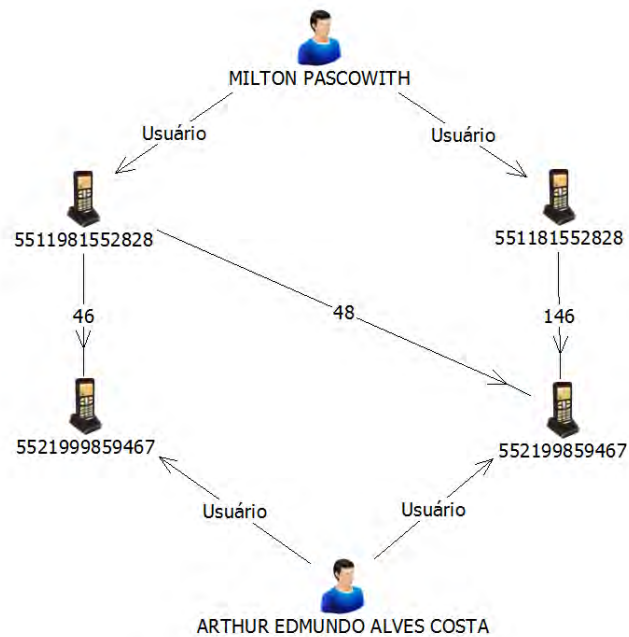 MILTON PASCOWITH
Usuário
Usuário
5511981552828
551181552828
46
48
146
5521999859467
552199859467
Usuário
Usuário
ARTHUR EDMUNDO ALVES COSTA